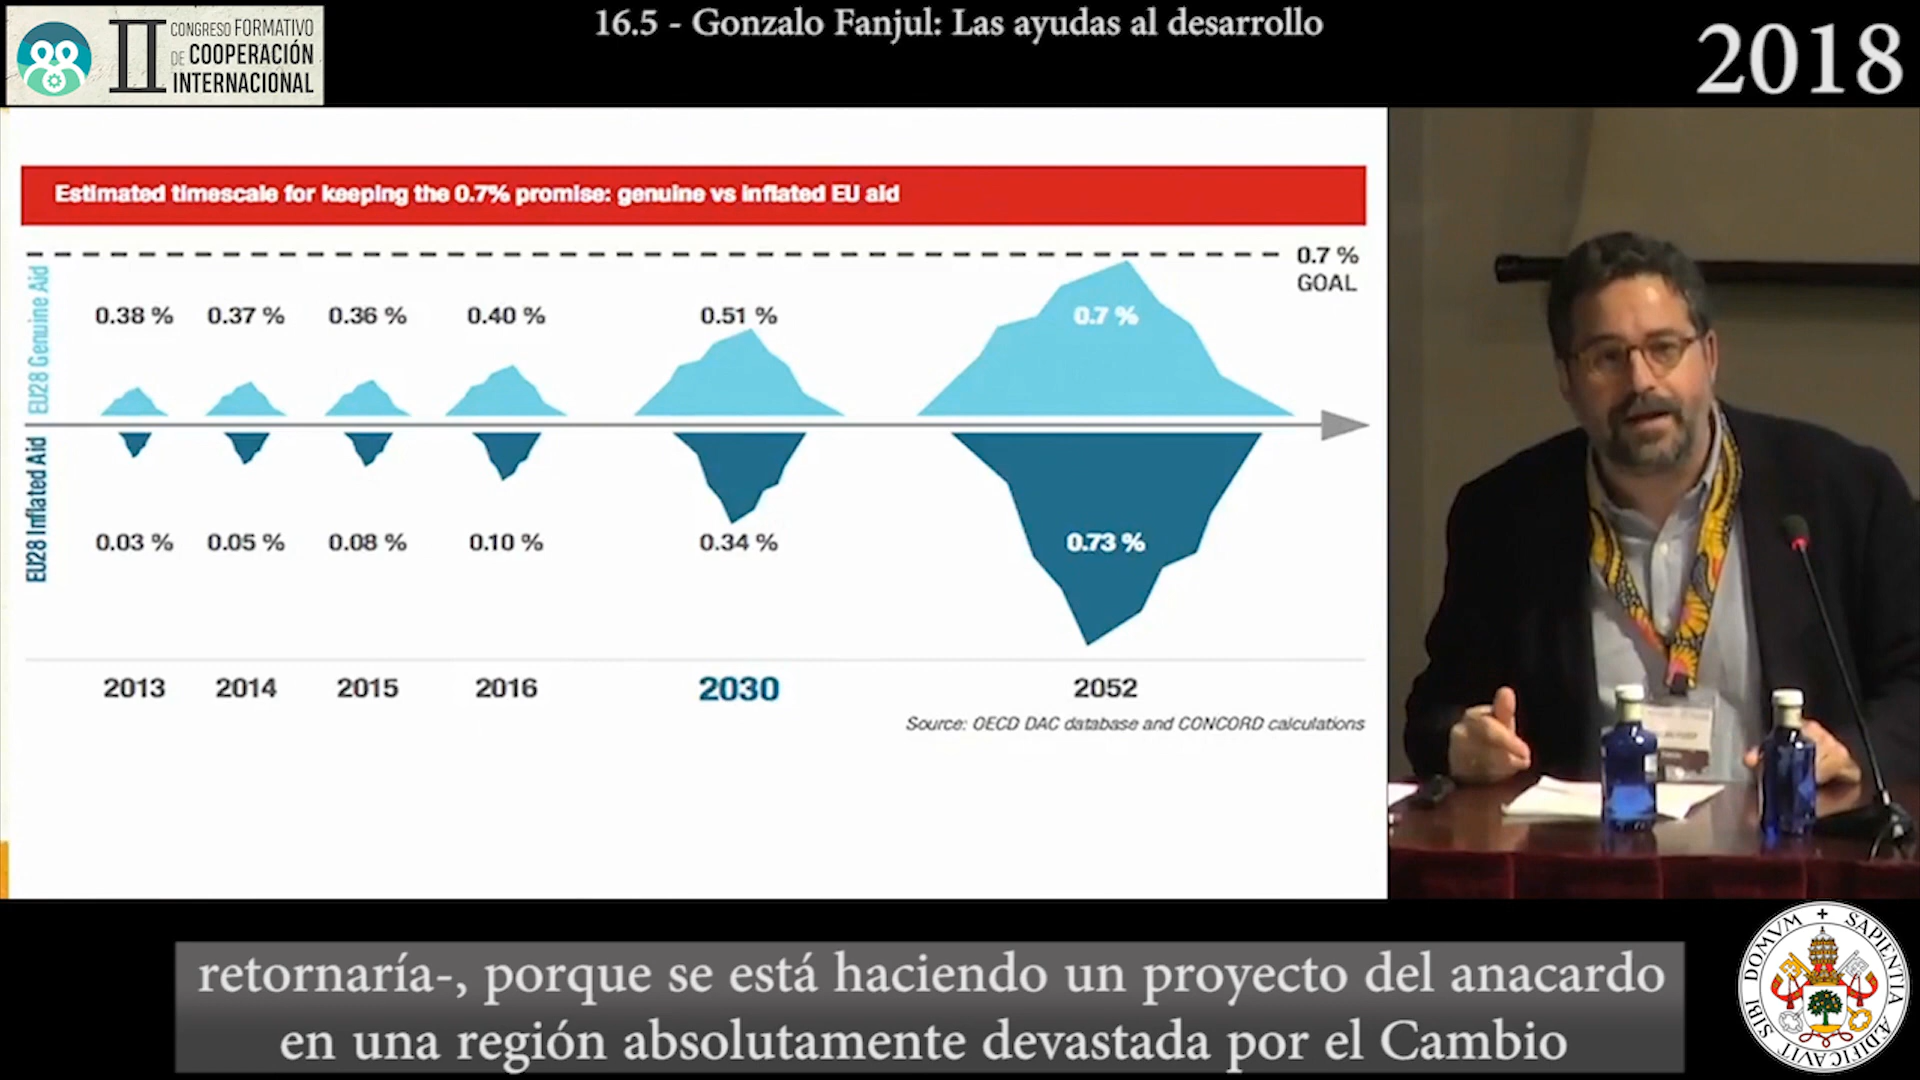 16.5 - Gonzalo Fanjul: Las ayudas al desarrollo
2018
II
CONGRESO FORMATIVO
DE COOPERACIÓN
INTERNACIONAL
Estimated timescale for keeping the 0.7% promise: genuine vs inflated EU aid
0.7 %
GOAL
EU28 Genuine Aid
0.38 % 0.37 % 0.36 % 0.40 % 0.51 % 0.7 %
EU28 Inflated Aid
0.03 % 0.05 % 0.08 % 0.10 % 0.34 % 0.73 %
2013 2014 2015 2016 2030 2052
Source: OECD DAC database and CONCORD calculations
retornaría-, porque se está haciendo un proyecto del anacardo
en una región absolutamente devastada por el Cambio
SIBI DOMVM SAPIENTIA ÆDIFICAVIT